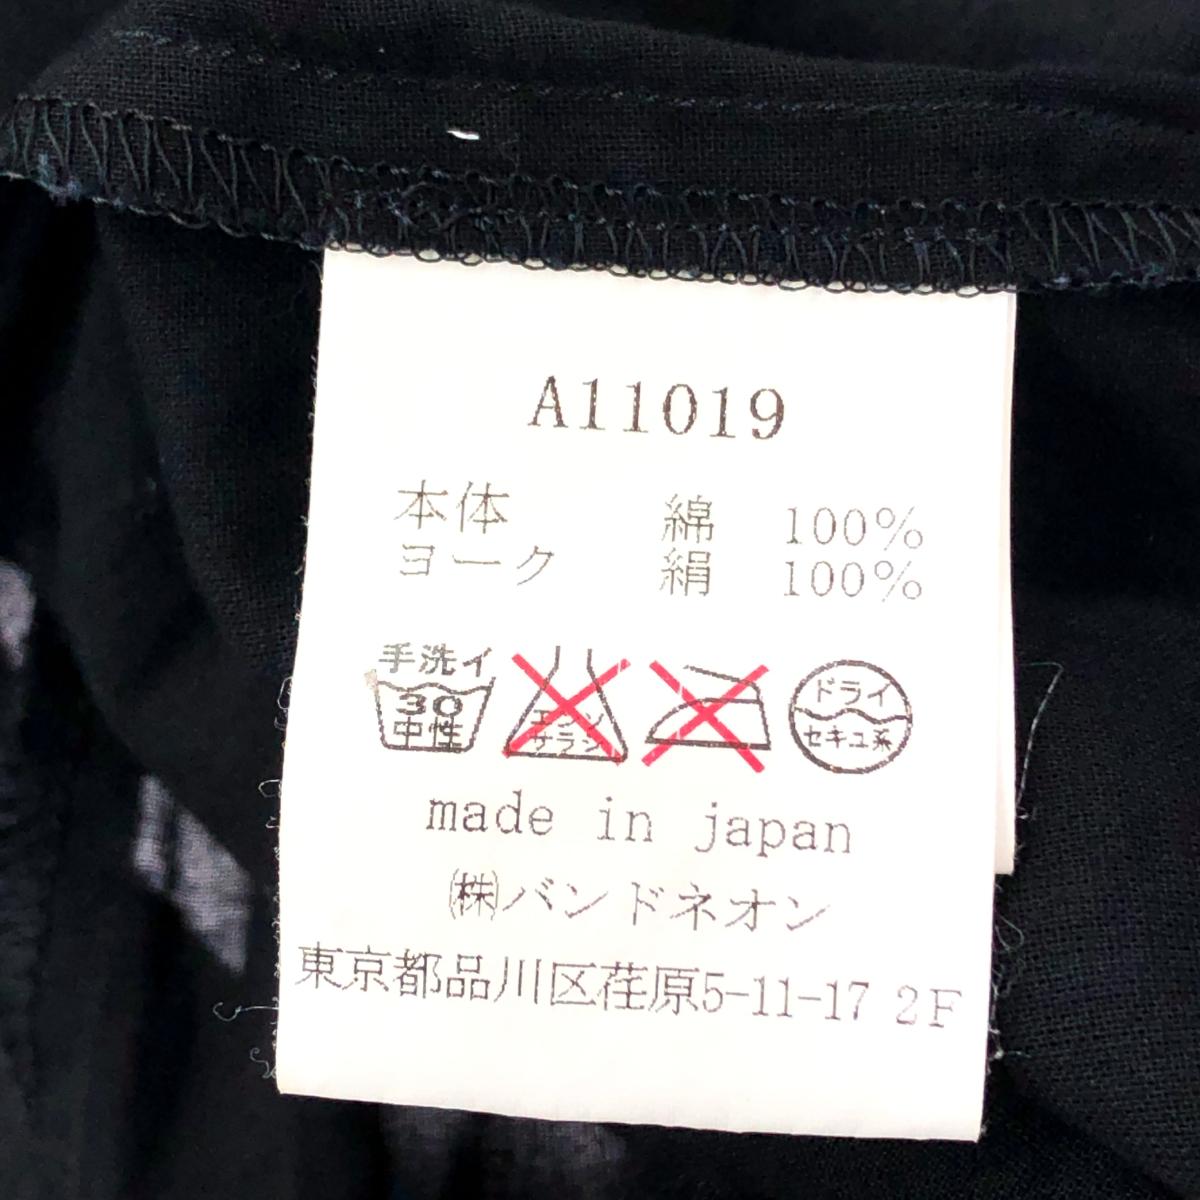 A11019
本体 綿 100%
ヨーク 絹 100%
手洗イ
30
中性
エンソ
サラシ
ドライ
セキユ系
made in japan
㈱バンドネオン
東京都品川区荏原5-11-17 2F